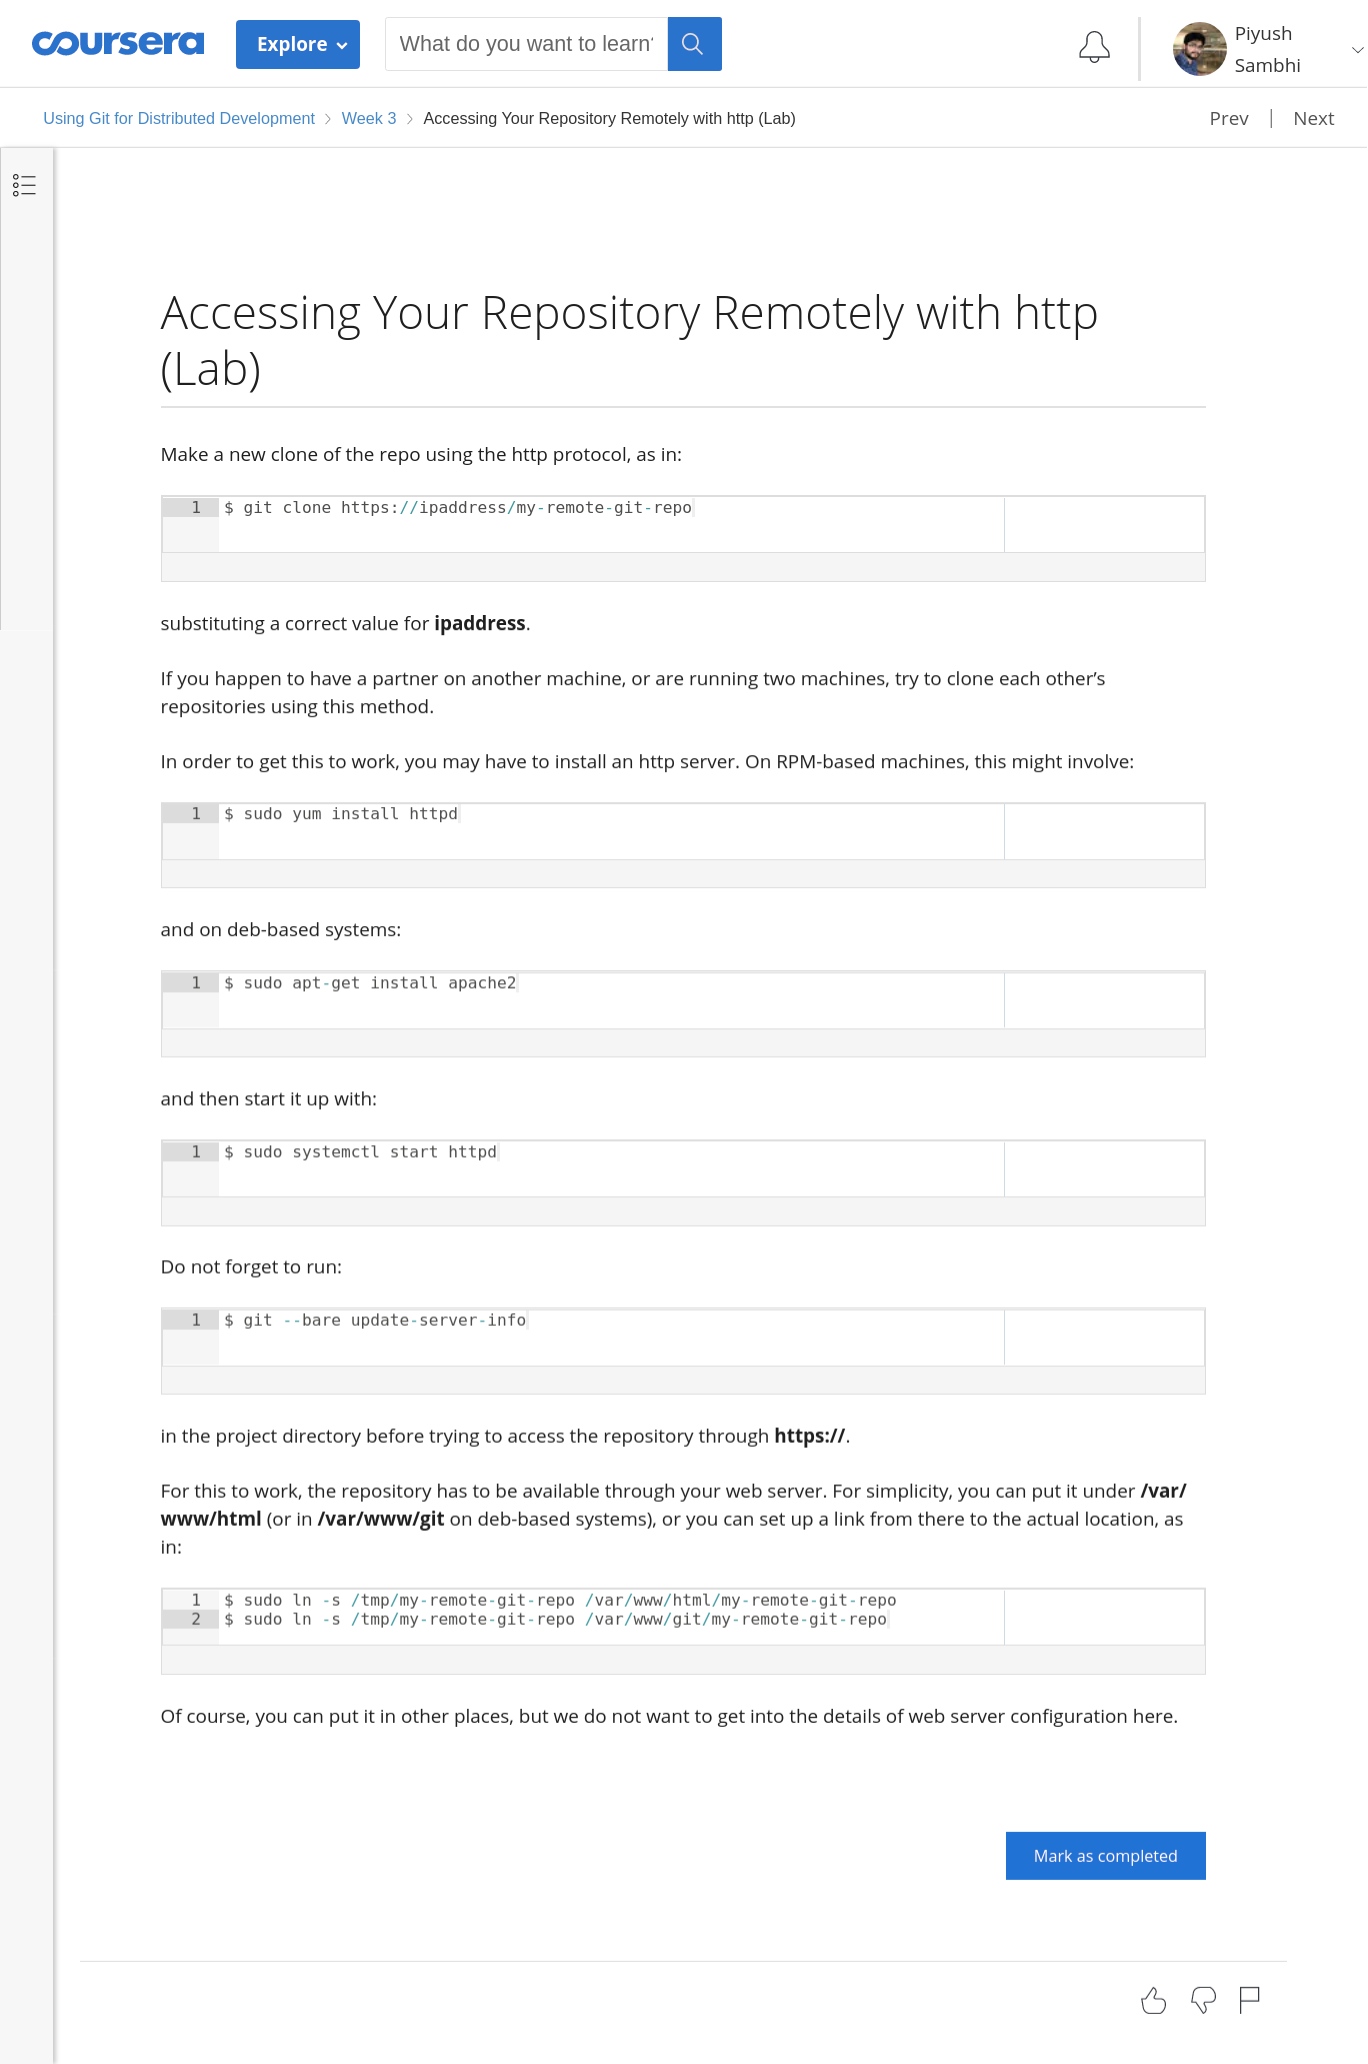 coursera
Explore
What do you want to learn?
Piyush
Sambhi
Using Git for Distributed Development > Week 3 > Accessing Your Repository Remotely with http (Lab)
Prev | Next
Accessing Your Repository Remotely with http
(Lab)
Make a new clone of the repo using the http protocol, as in:
1 $ git clone https://ipaddress/my-remote-git-repo
substituting a correct value for ipaddress.
If you happen to have a partner on another machine, or are running two machines, try to clone each other’s
repositories using this method.
In order to get this to work, you may have to install an http server. On RPM-based machines, this might involve:
1 $ sudo yum install httpd
and on deb-based systems:
1 $ sudo apt-get install apache2
and then start it up with:
1 $ sudo systemctl start httpd
Do not forget to run:
1 $ git --bare update-server-info
in the project directory before trying to access the repository through https://.
For this to work, the repository has to be available through your web server. For simplicity, you can put it under /var/
www/html (or in /var/www/git on deb-based systems), or you can set up a link from there to the actual location, as
in:
1 $ sudo ln -s /tmp/my-remote-git-repo /var/www/html/my-remote-git-repo
2 $ sudo ln -s /tmp/my-remote-git-repo /var/www/git/my-remote-git-repo
Of course, you can put it in other places, but we do not want to get into the details of web server configuration here.
Mark as completed